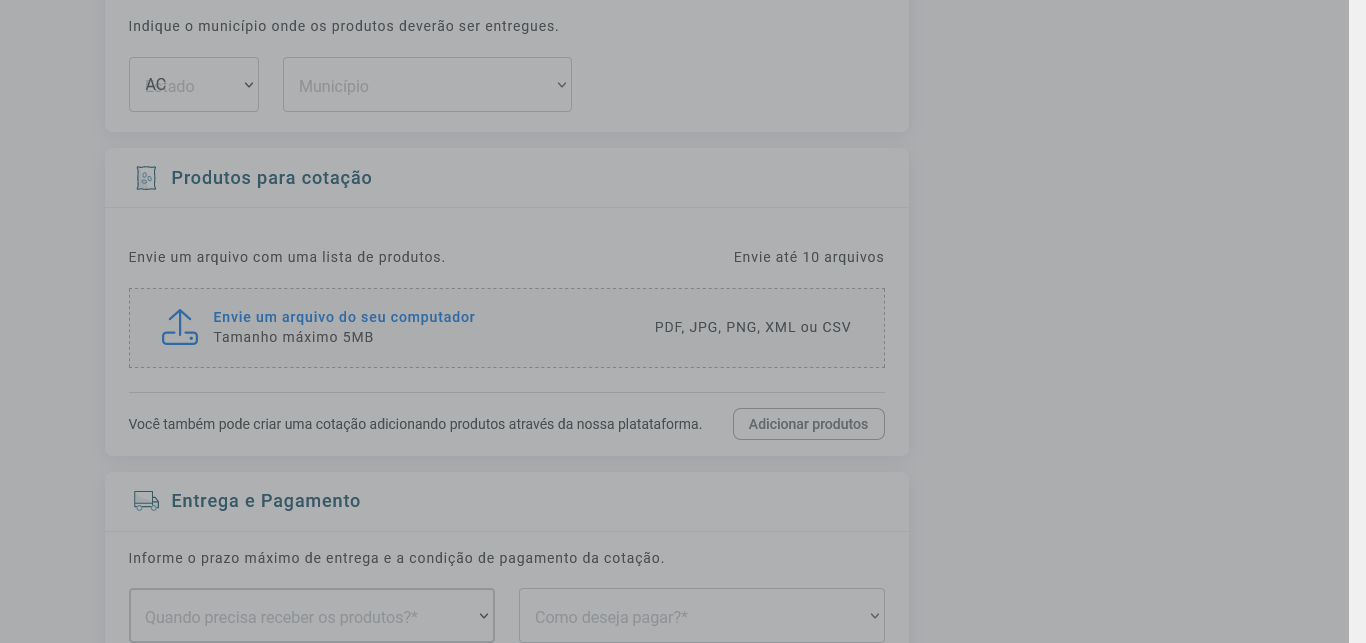 Indique o município onde os produtos deverão ser entregues.
AC
Estado
Município
Produtos para cotação
Envie um arquivo com uma lista de produtos.
Envie até 10 arquivos
Envie um arquivo do seu computador
Tamanho máximo 5MB
PDF, JPG, PNG, XML ou CSV
Você também pode criar uma cotação adicionando produtos através da nossa platataforma.
Adicionar produtos
Entrega e Pagamento
Informe o prazo máximo de entrega e a condição de pagamento da cotação.
Quando precisa receber os produtos?*
Como deseja pagar?*